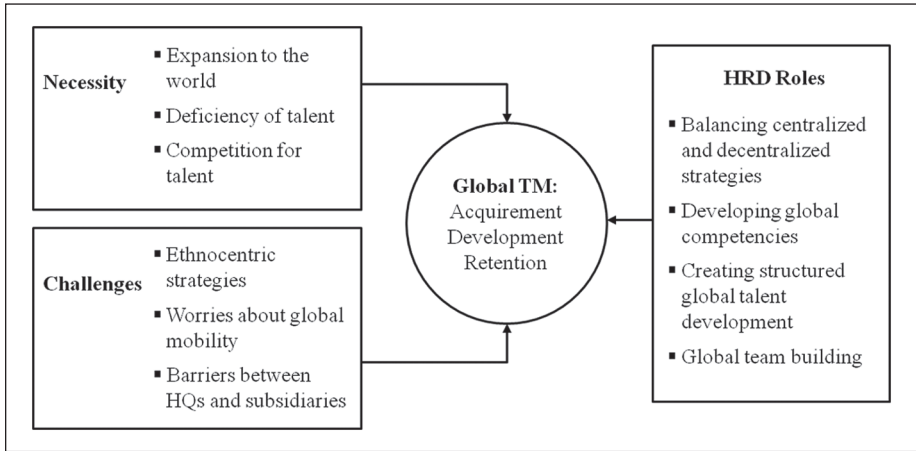 Necessity
▪ Expansion to the
world
▪ Deficiency of talent
▪ Competition for
talent
Challenges
▪ Ethnocentric
strategies
▪ Worries about global
mobility
▪ Barriers between
HQs and subsidiaries
Global TM:
Acquirement
Development
Retention
HRD Roles
▪ Balancing centralized
and decentralized
strategies
▪ Developing global
competencies
▪ Creating structured
global talent
development
▪ Global team building